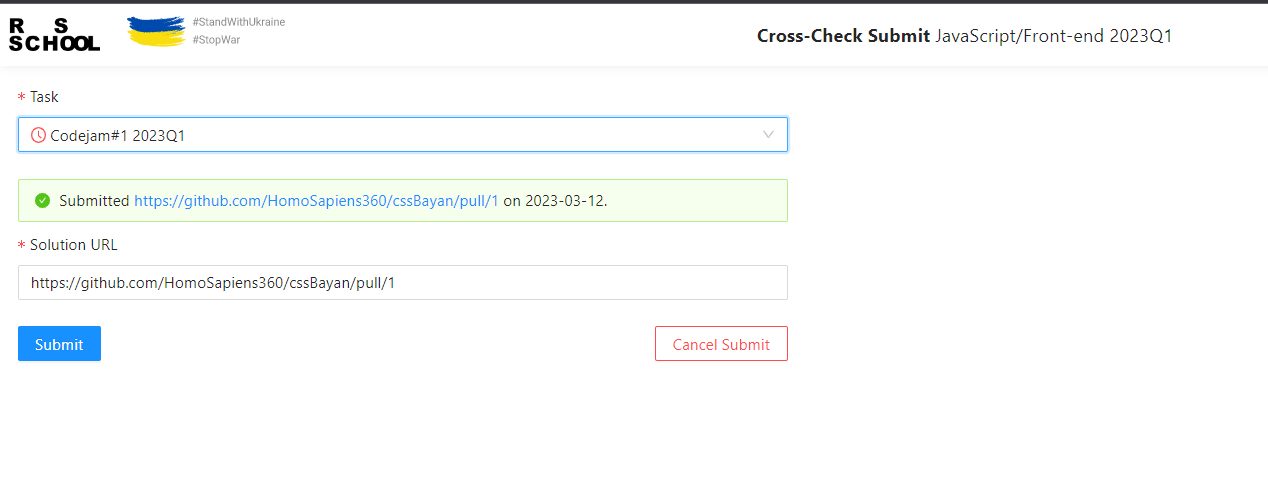 RS
SCHOOL
#StandWithUkraine
#StopWar
Cross-Check Submit JavaScript/Front-end 2023Q1
* Task
Codejam#1 2023Q1
Submitted https://github.com/HomoSapiens360/cssBayan/pull/1 on 2023-03-12.
* Solution URL
https://github.com/HomoSapiens360/cssBayan/pull/1
Submit
Cancel Submit